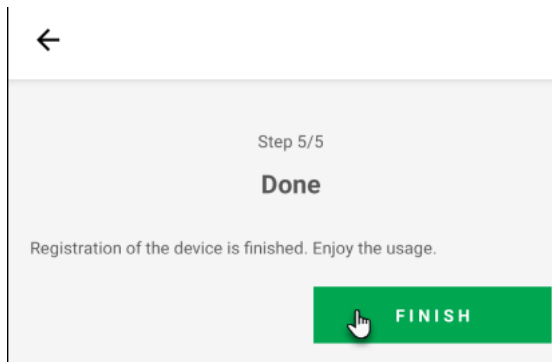 Step 5/5
Done
Registration of the device is finished. Enjoy the usage.
FINISH